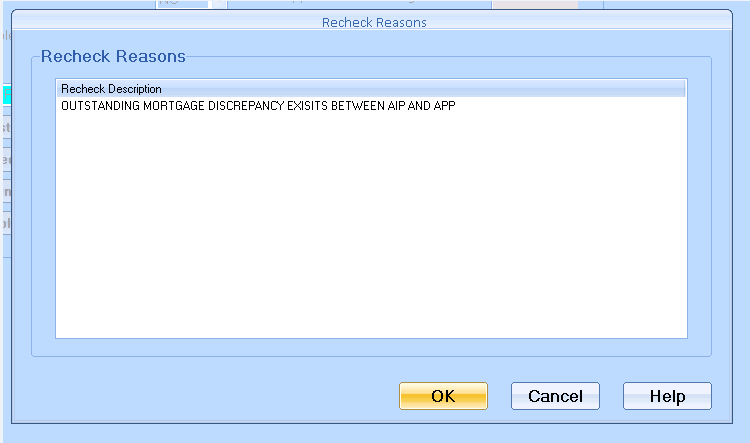 Recheck Reasons
Recheck Reasons
Recheck Description
OUTSTANDING MORTGAGE DISCREPANCY EXISITS BETWEEN AIP AND APP
OK Cancel Help